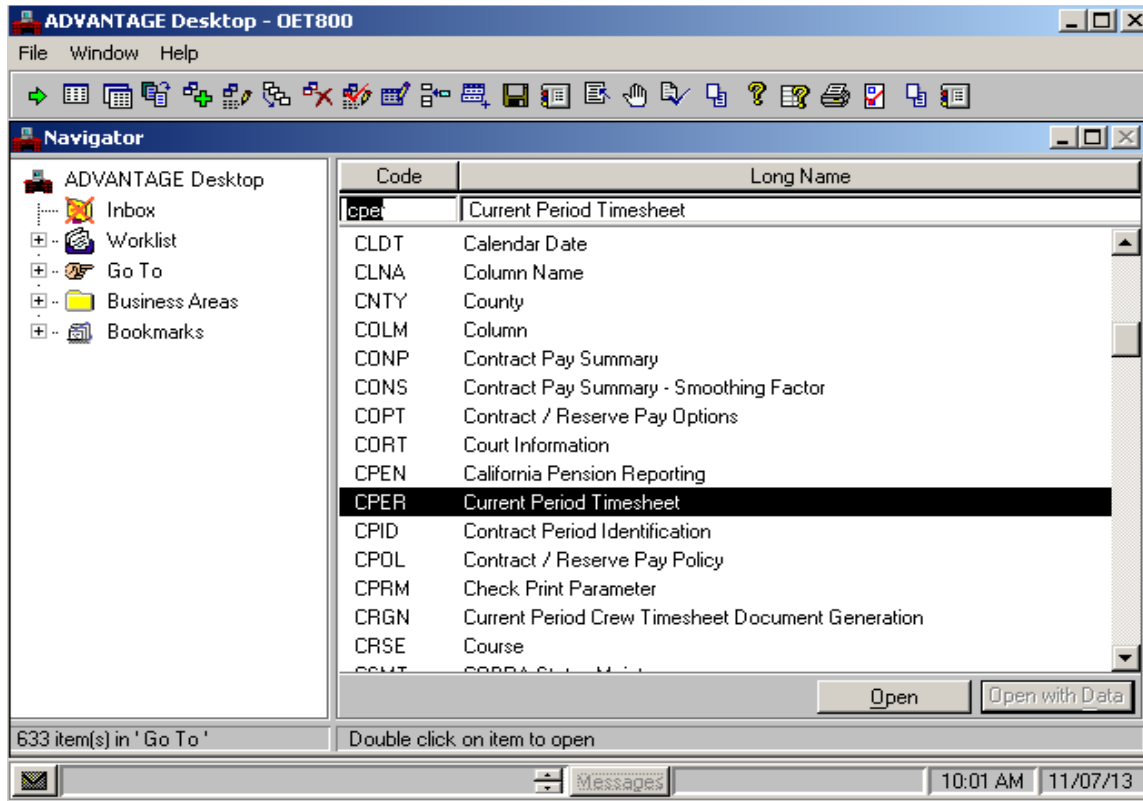 ADVANTAGE Desktop - OET800
File Window Help
Navigator
ADVANTAGE Desktop
Inbox
Worklist
Go To
Business Areas
Bookmarks
Code Long Name
cper Current Period Timesheet
CLDT Calendar Date
CLNA Column Name
CNTY County
COLM Column
CONP Contract Pay Summary
CONS Contract Pay Summary - Smoothing Factor
COPT Contract / Reserve Pay Options
CORT Court Information
CPEN California Pension Reporting
CPER Current Period Timesheet
CPID Contract Period Identification
CPOL Contract / Reserve Pay Policy
CPRM Check Print Parameter
CRGN Current Period Crew Timesheet Document Generation
CRSE Course
Open Open with Data
633 item(s) in ' Go To ' Double click on item to open
Messages 10:01 AM 11/07/13